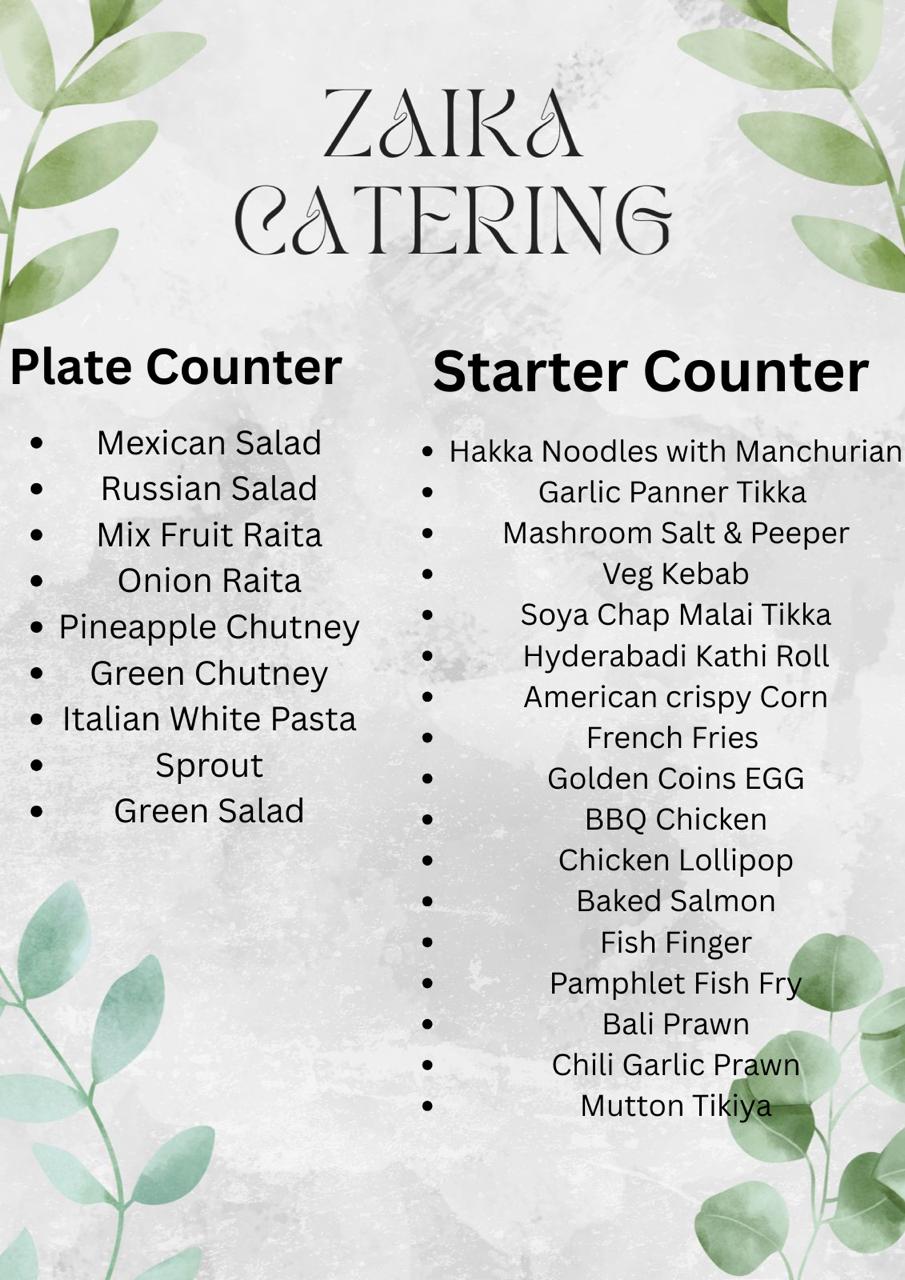 ZAIKA
CATERING
Plate Counter
• Mexican Salad
• Russian Salad
• Mix Fruit Raita
• Onion Raita
• Pineapple Chutney
• Green Chutney
• Italian White Pasta
• Sprout
• Green Salad
Starter Counter
• Hakka Noodles with Manchurian
• Garlic Panner Tikka
• Mashroom Salt & Peeper
• Veg Kebab
• Soya Chap Malai Tikka
• Hyderabadi Kathi Roll
• American crispy Corn
• French Fries
• Golden Coins EGG
• BBQ Chicken
• Chicken Lollipop
• Baked Salmon
• Fish Finger
• Pamphlet Fish Fry
• Bali Prawn
• Chili Garlic Prawn
• Mutton Tikiya